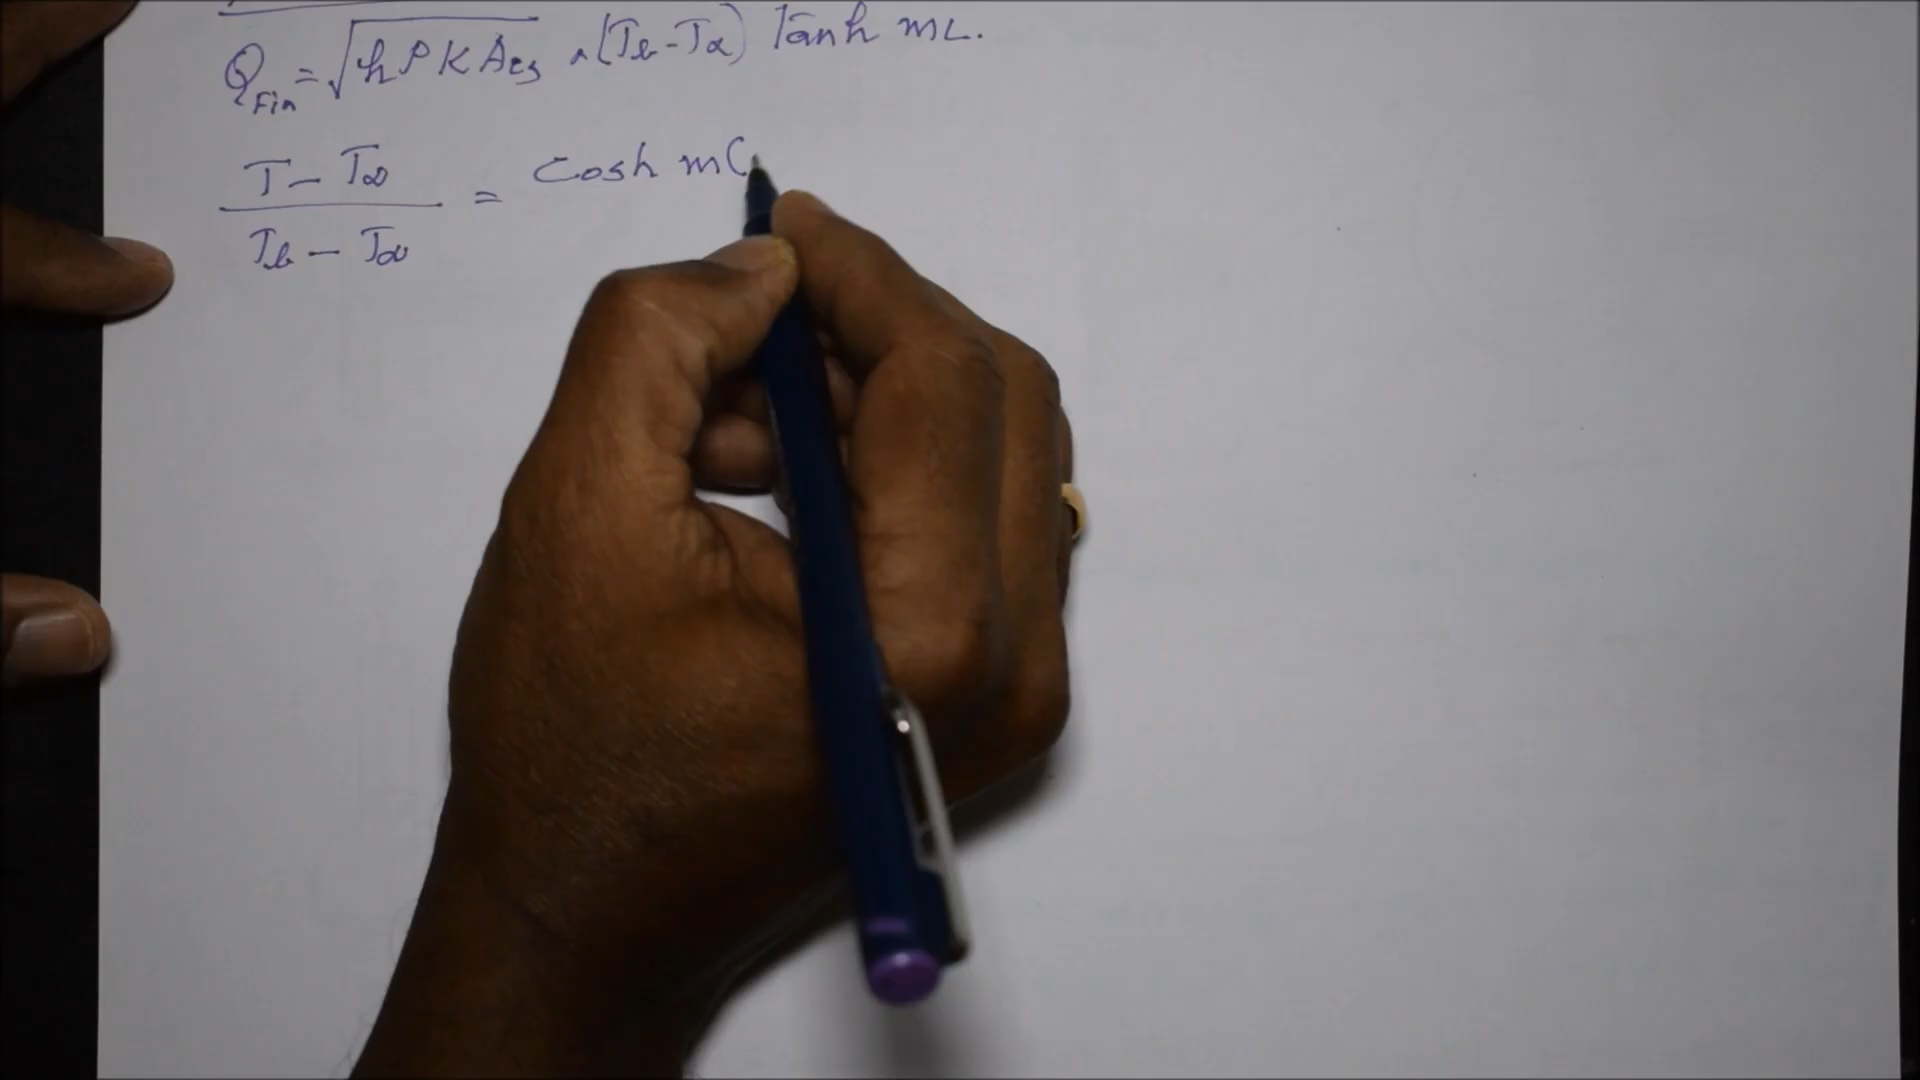 Q_Fin = √hPKAcs × (Tb - T∞) Tanh mL.
T - T∞ / Tb - T∞ = Cosh m(